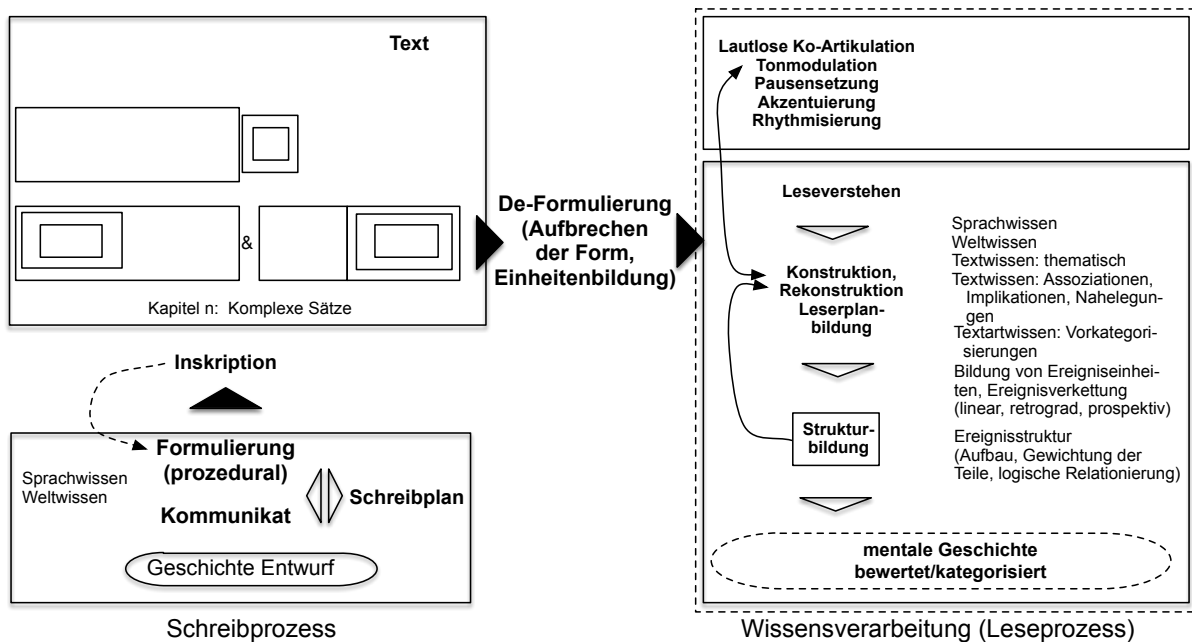 Text
&
Kapitel n:  Komplexe Sätze
Inskription
Formulierung
(prozedural)
Sprachwissen
Weltwissen
Schreibplan
Kommunikat
Geschichte Entwurf
Schreibprozess
De-Formulierung
(Aufbrechen
der Form,
Einheitenbildung)
Lautlose Ko-Artikulation
Tonmodulation
Pausensetzung
Akzentuierung
Rhythmisierung
Leseverstehen
Konstruktion,
Rekonstruktion
Leserplan-
bildung
Struktur-
bildung
Sprachwissen
Weltwissen
Textwissen: thematisch
Textwissen: Assoziationen,
Implikationen, Nahelegun-
gen
Textartwissen: Vorkategori-
sierungen
Bildung von Ereigniseinhei-
ten, Ereignisverkettung
(linear, retrograd, prospektiv)
Ereignisstruktur
(Aufbau, Gewichtung der
Teile, logische Relationierung)
mentale Geschichte
bewertet/kategorisiert
Wissensverarbeitung (Leseprozess)